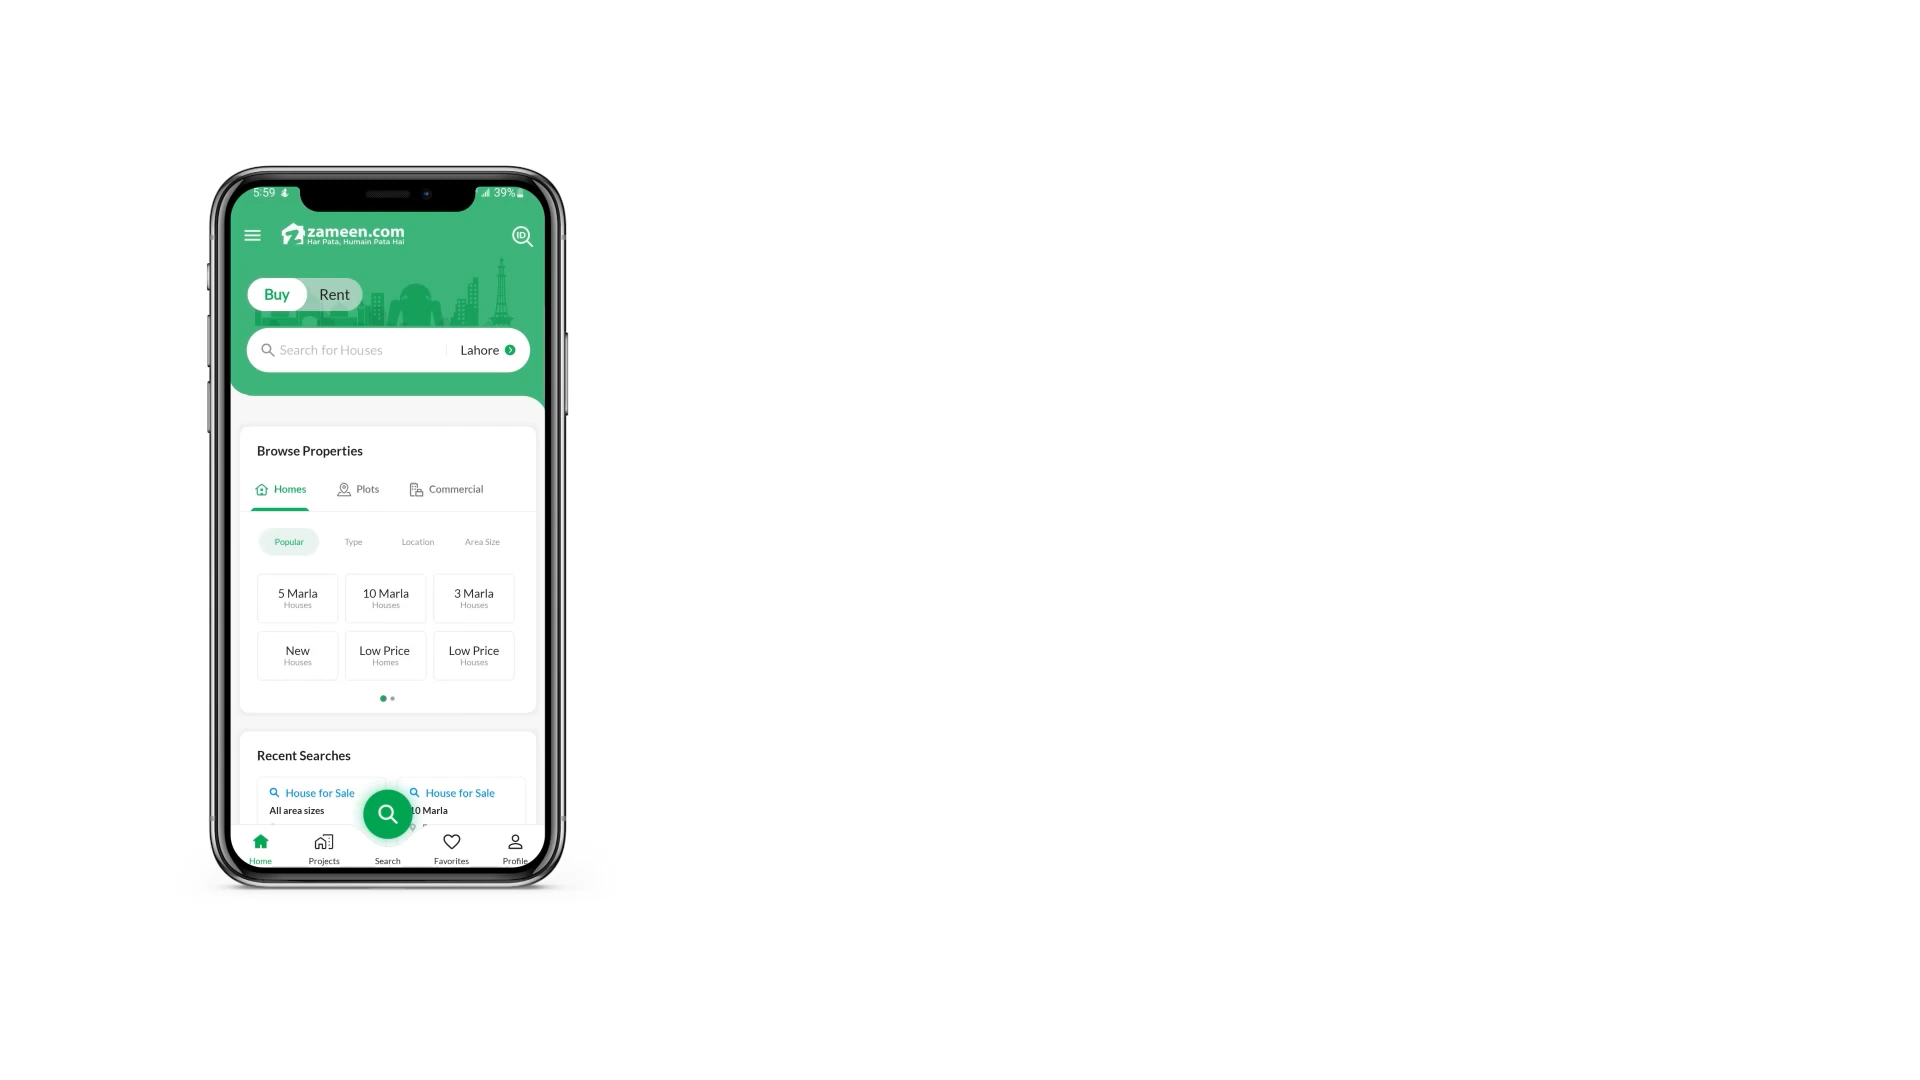 5:59
39%
zameen.com
Har Pata, Humain Pata Hai
ID
Buy
Rent
Search for Houses
Lahore
Browse Properties
Homes
Plots
Commercial
Popular
Type
Location
Area Size
5 Marla
Houses
10 Marla
Houses
3 Marla
Houses
New
Houses
Low Price
Homes
Low Price
Houses
Recent Searches
House for Sale
All area sizes
House for Sale
10 Marla
Home
Projects
Search
Favorites
Profile